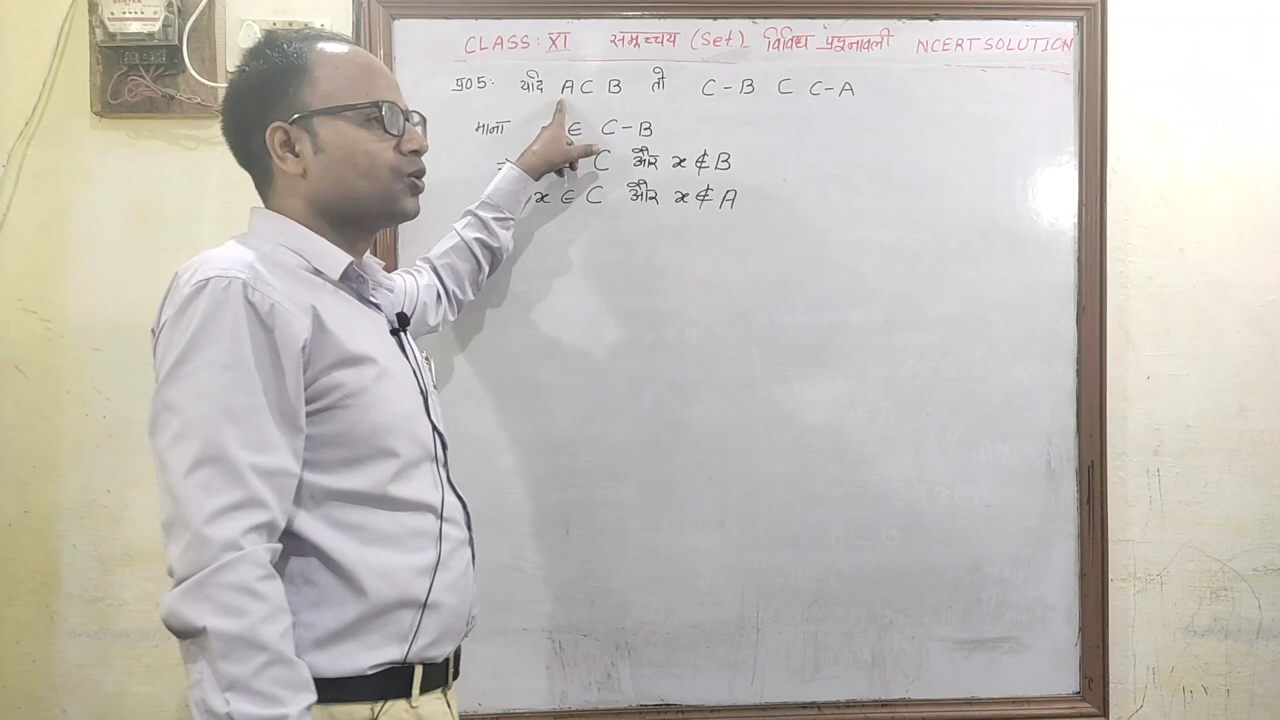 CLASS: XI समुच्चय (Set) विविध प्रश्नावली NCERT SOLUTION
प्र05: यदि A ⊂ B तो C - B ⊂ C - A
माना ∈ C - B
C और x ∉ B
x ∈ C और x ∉ A